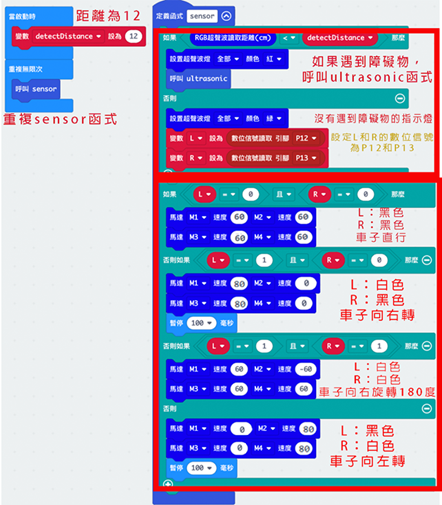 當啟動時
距離為12
變數 detectDistance 設為 12
重複無限次
呼叫 sensor
重複sensor函式
定義函式 sensor
如果 RGB超聲波讀取距離(cm) < detectDistance 那麼
設置超聲波燈 全部 顏色 紅
呼叫 ultrasonic
如果遇到障礙物，
呼叫ultrasonic函式
否則
設置超聲波燈 全部 顏色 綠
沒有遇到障礙物的指示燈
變數 L 設為 數位信號讀取 引腳 P12
變數 R 設為 數位信號讀取 引腳 P13
設定L和R的數位信號
為P12和P13
如果 L = 0 且 R = 0 那麼
馬達 M1 速度 60 M2 速度 60
馬達 M3 速度 60 M4 速度 60
L：黑色
R：黑色
車子直行
否則如果 L = 1 且 R = 0 那麼
馬達 M1 速度 80 M2 速度 0
馬達 M3 速度 80 M4 速度 0
暫停 100 毫秒
L：白色
R：黑色
車子向右轉
否則如果 L = 1 且 R = 1 那麼
馬達 M1 速度 60 M2 速度 -60
馬達 M3 速度 60 M4 速度 60
L：白色
R：白色
車子向右旋轉180度
否則
馬達 M1 速度 0 M2 速度 80
馬達 M3 速度 0 M4 速度 80
暫停 100 毫秒
L：黑色
R：白色
車子向左轉